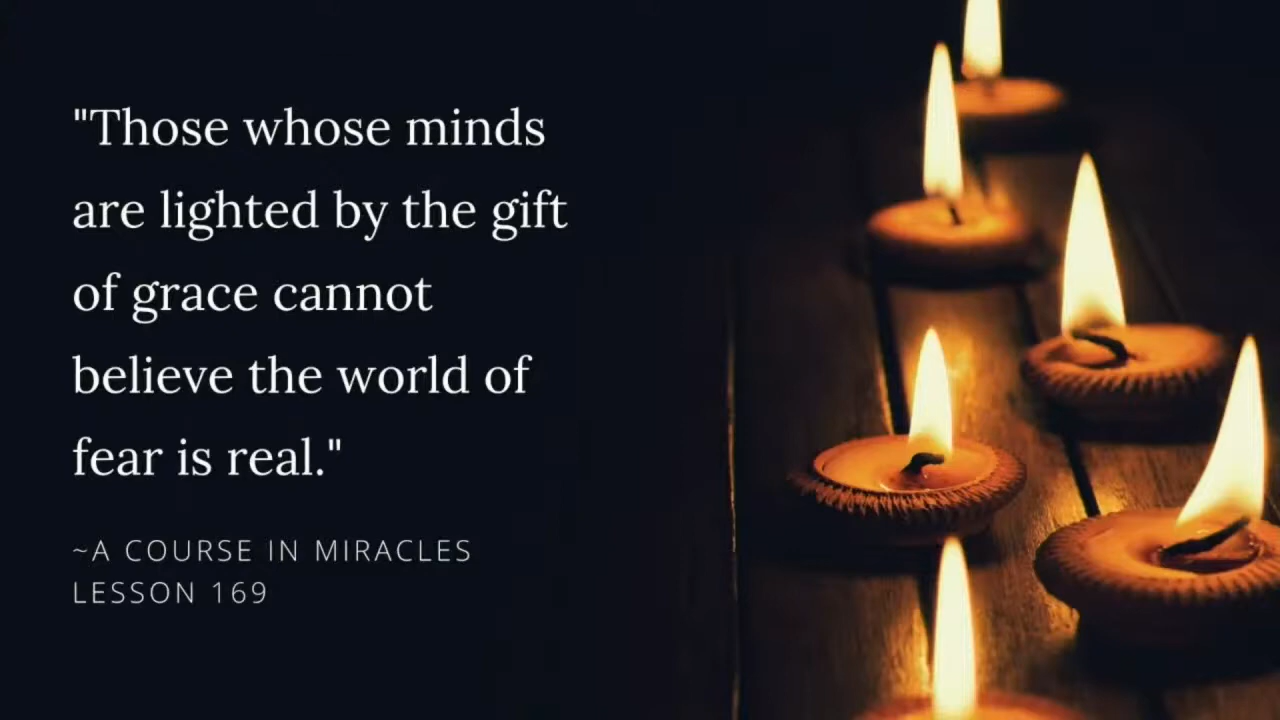 "Those whose minds
are lighted by the gift
of grace cannot
believe the world of
fear is real."
~A COURSE IN MIRACLES
LESSON 169